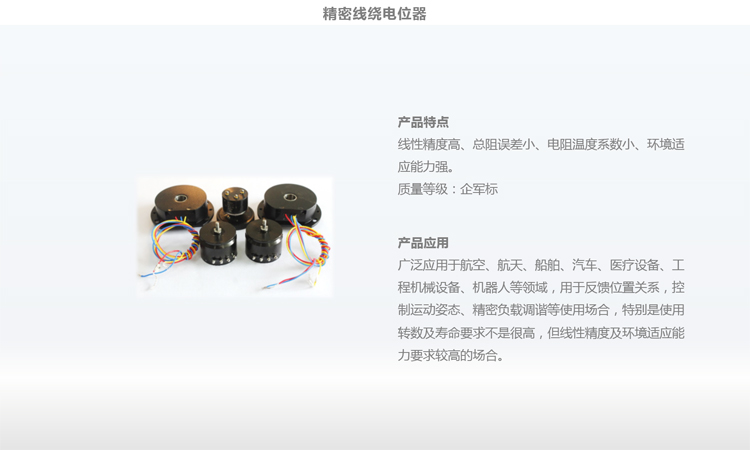 精密线绕电位器
产品特点
线性精度高、总阻误差小、电阻温度系数小、环境适
应能力强。
质量等级：企军标
产品应用
广泛应用于航空、航天、船舶、汽车、医疗设备、工
程机械设备、机器人等领域，用于反馈位置关系，控
制运动姿态、精密负载调谐等使用场合，特别是使用
转数及寿命要求不是很高，但线性精度及环境适应能
力要求较高的场合。